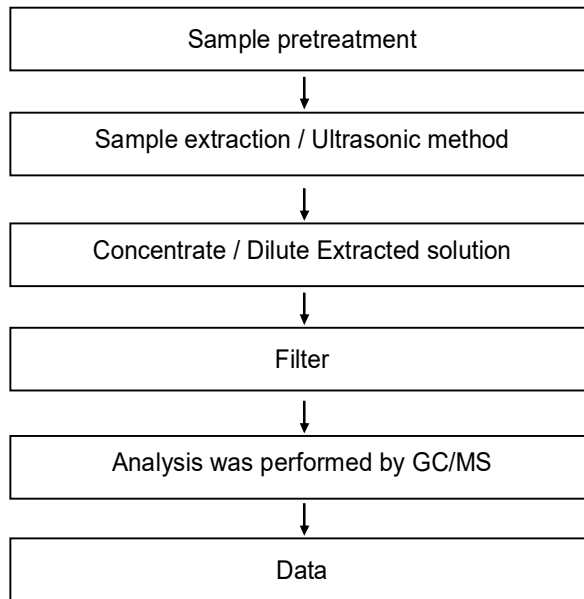 Sample pretreatment
Sample extraction / Ultrasonic method
Concentrate / Dilute Extracted solution
Filter
Analysis was performed by GC/MS
Data